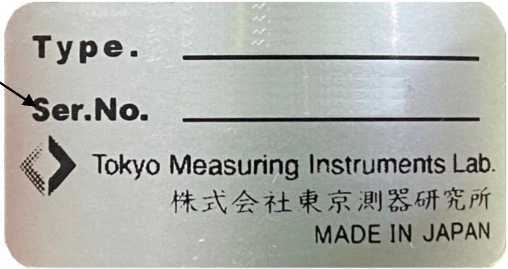 Type.
Ser.No.
Tokyo Measuring Instruments Lab.
株式会社東京測器研究所
MADE IN JAPAN